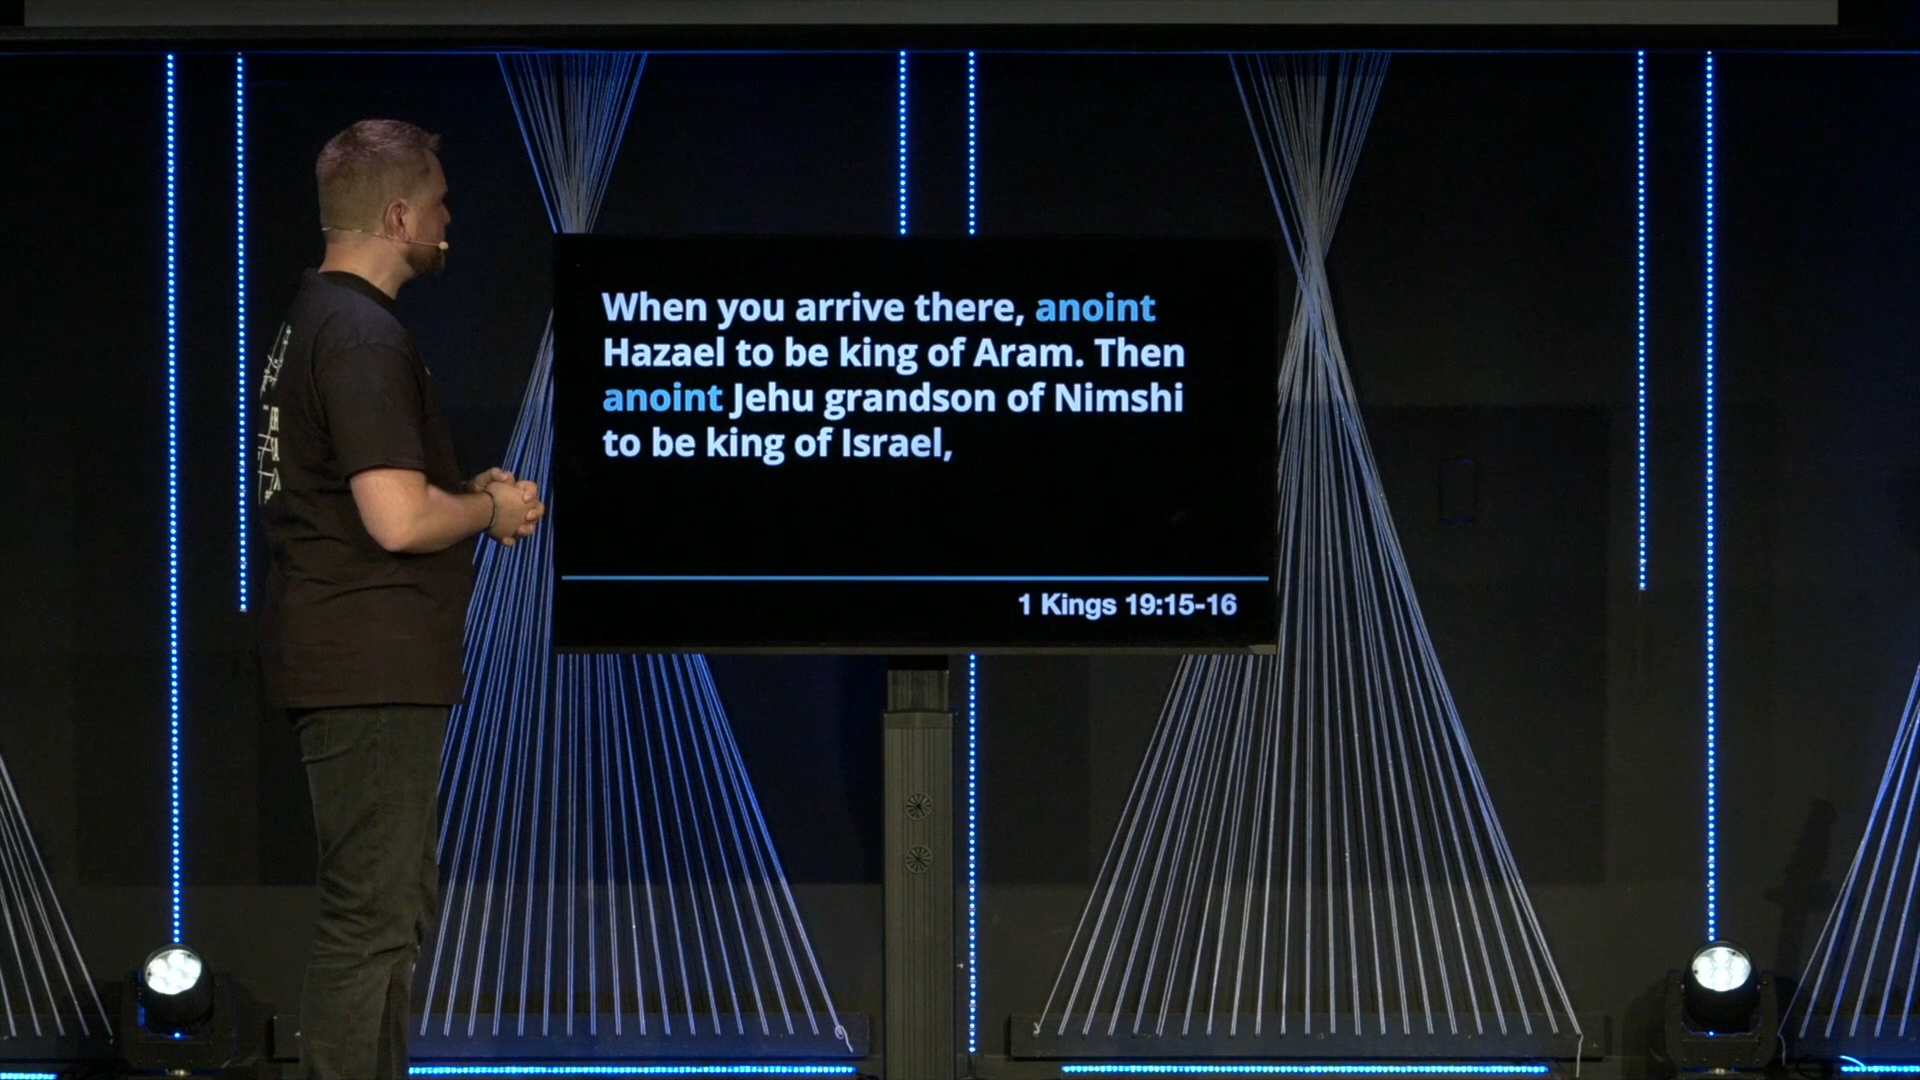 When you arrive there, anoint
Hazael to be king of Aram. Then
anoint Jehu grandson of Nimshi
to be king of Israel,
1 Kings 19:15-16